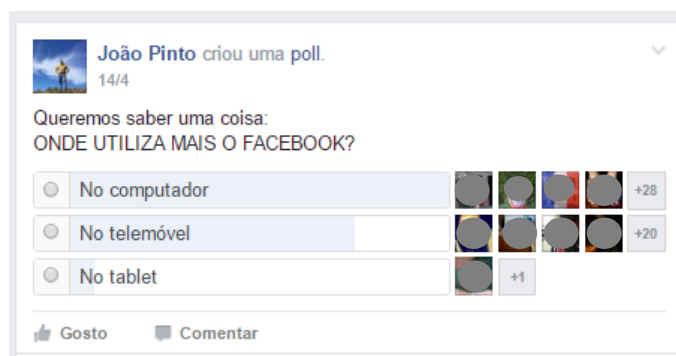 João Pinto criou uma poll.
14/4
Queremos saber uma coisa:
ONDE UTILIZA MAIS O FACEBOOK?
No computador +28
No telemóvel +20
No tablet +1
Gosto Comentar